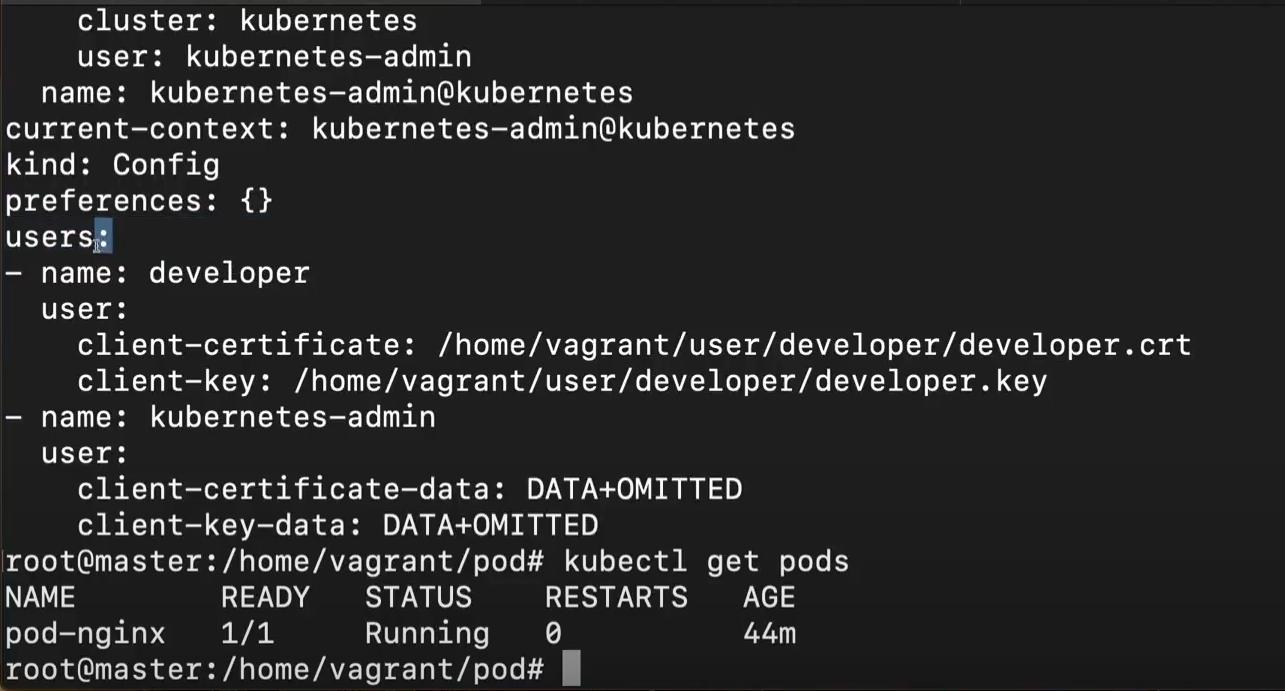 cluster: kubernetes
    user: kubernetes-admin
  name: kubernetes-admin@kubernetes
current-context: kubernetes-admin@kubernetes
kind: Config
preferences: {}
users:
- name: developer
  user:
    client-certificate: /home/vagrant/user/developer/developer.crt
    client-key: /home/vagrant/user/developer/developer.key
- name: kubernetes-admin
  user:
    client-certificate-data: DATA+OMITTED
    client-key-data: DATA+OMITTED
root@master:/home/vagrant/pod# kubectl get pods
NAME        READY   STATUS    RESTARTS   AGE
pod-nginx   1/1     Running   0          44m
root@master:/home/vagrant/pod#